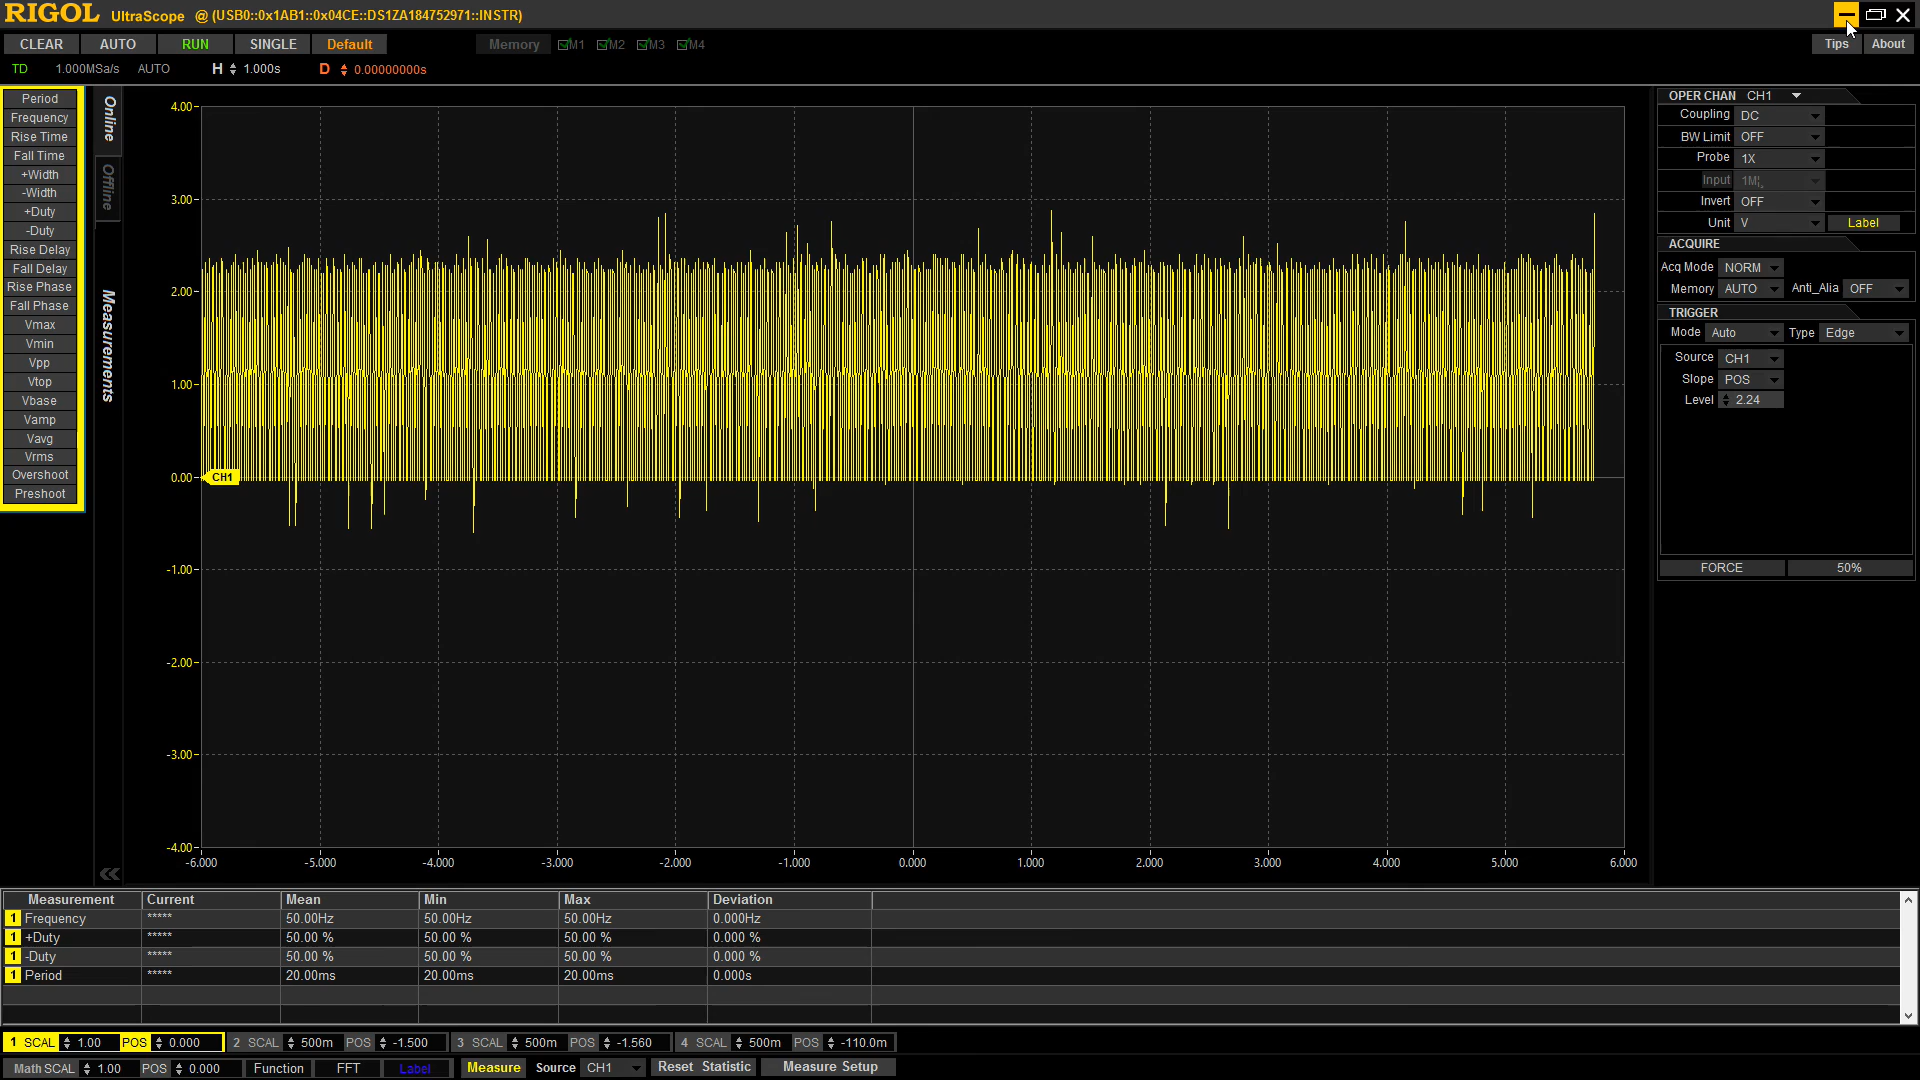 RIGOL UltraScope @ (USB0::0x1AB1::0x04CE::DS1ZA184752971::INSTR)
CLEAR AUTO RUN SINGLE Default Memory M1 M2 M3 M4 Tips About
TD 1.000MSa/s AUTO H 1.000s D 0.00000000s
Period
Frequency
Rise Time
Fall Time
+Width
-Width
+Duty
-Duty
Rise Delay
Fall Delay
Rise Phase
Fall Phase
Vmax
Vmin
Vpp
Vtop
Vbase
Vamp
Vavg
Vrms
Overshoot
Preshoot
Online
Offline
Measurements
4.00
3.00
2.00
1.00
0.00
-1.00
-2.00
-3.00
-4.00
CH1
-6.000 -5.000 -4.000 -3.000 -2.000 -1.000 0.000 1.000 2.000 3.000 4.000 5.000 6.000
OPER CHAN CH1
Coupling DC
BW Limit OFF
Probe 1X
Input 1M¦¸
Invert OFF
Unit V Label
ACQUIRE
Acq Mode NORM
Memory AUTO Anti_Alia OFF
TRIGGER
Mode Auto Type Edge
Source CH1
Slope POS
Level 2.24
FORCE 50%
Measurement Current Mean Min Max Deviation
1 Frequency ***** 50.00Hz 50.00Hz 50.00Hz 0.000Hz
1 +Duty ***** 50.00 % 50.00 % 50.00 % 0.000 %
1 -Duty ***** 50.00 % 50.00 % 50.00 % 0.000 %
1 Period ***** 20.00ms 20.00ms 20.00ms 0.000s
1 SCAL 1.00 POS 0.000 2 SCAL 500m POS -1.500 3 SCAL 500m POS -1.560 4 SCAL 500m POS -110.0m
Math SCAL 1.00 POS 0.000 Function FFT Label Measure Source CH1 Reset Statistic Measure Setup